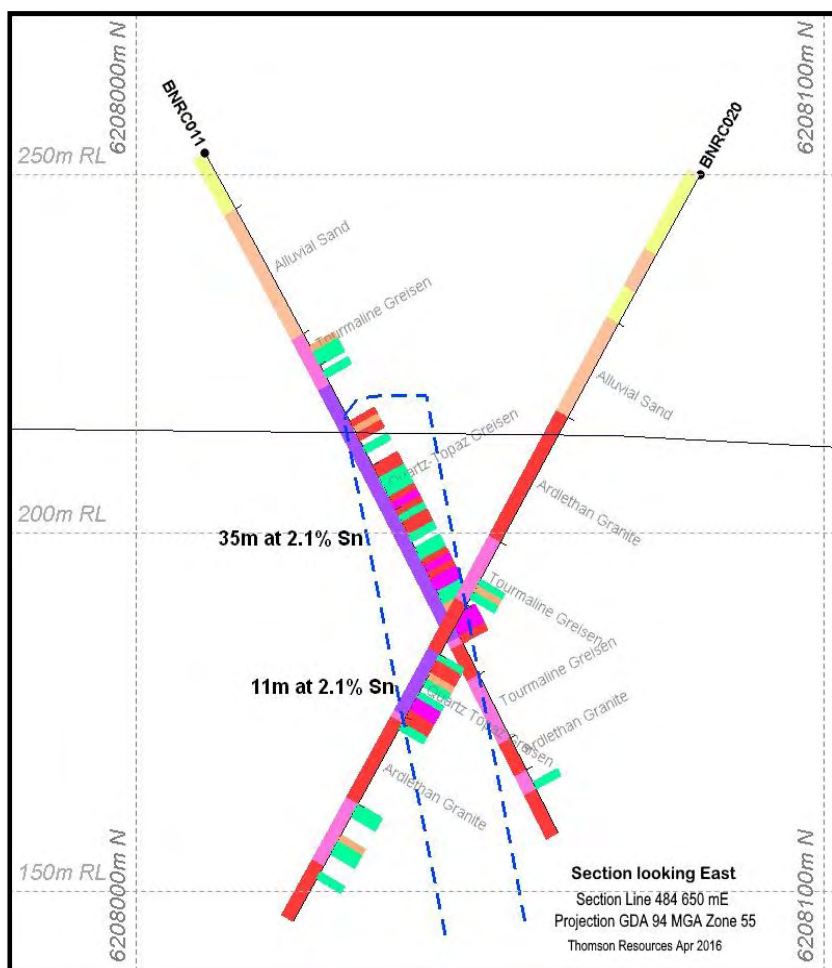 6208000m N
6208100m N
BNRC011
BNRC020
250m RL
Alluvial Sand
Tourmaline Greisen
Alluvial Sand
Quartz-Topaz Greisen
Ardlethan Granite
200m RL
35m at 2.1% Sn
Tourmaline Greisen
11m at 2.1% Sn
Tourmaline Greisen
Quartz Topaz Greisen
Ardlethan Granite
Ardlethan Granite
150m RL
6208000m N
6208100m N
Section looking East
Section Line 484 650 mE
Projection GDA 94 MGA Zone 55
Thomson Resources Apr 2016